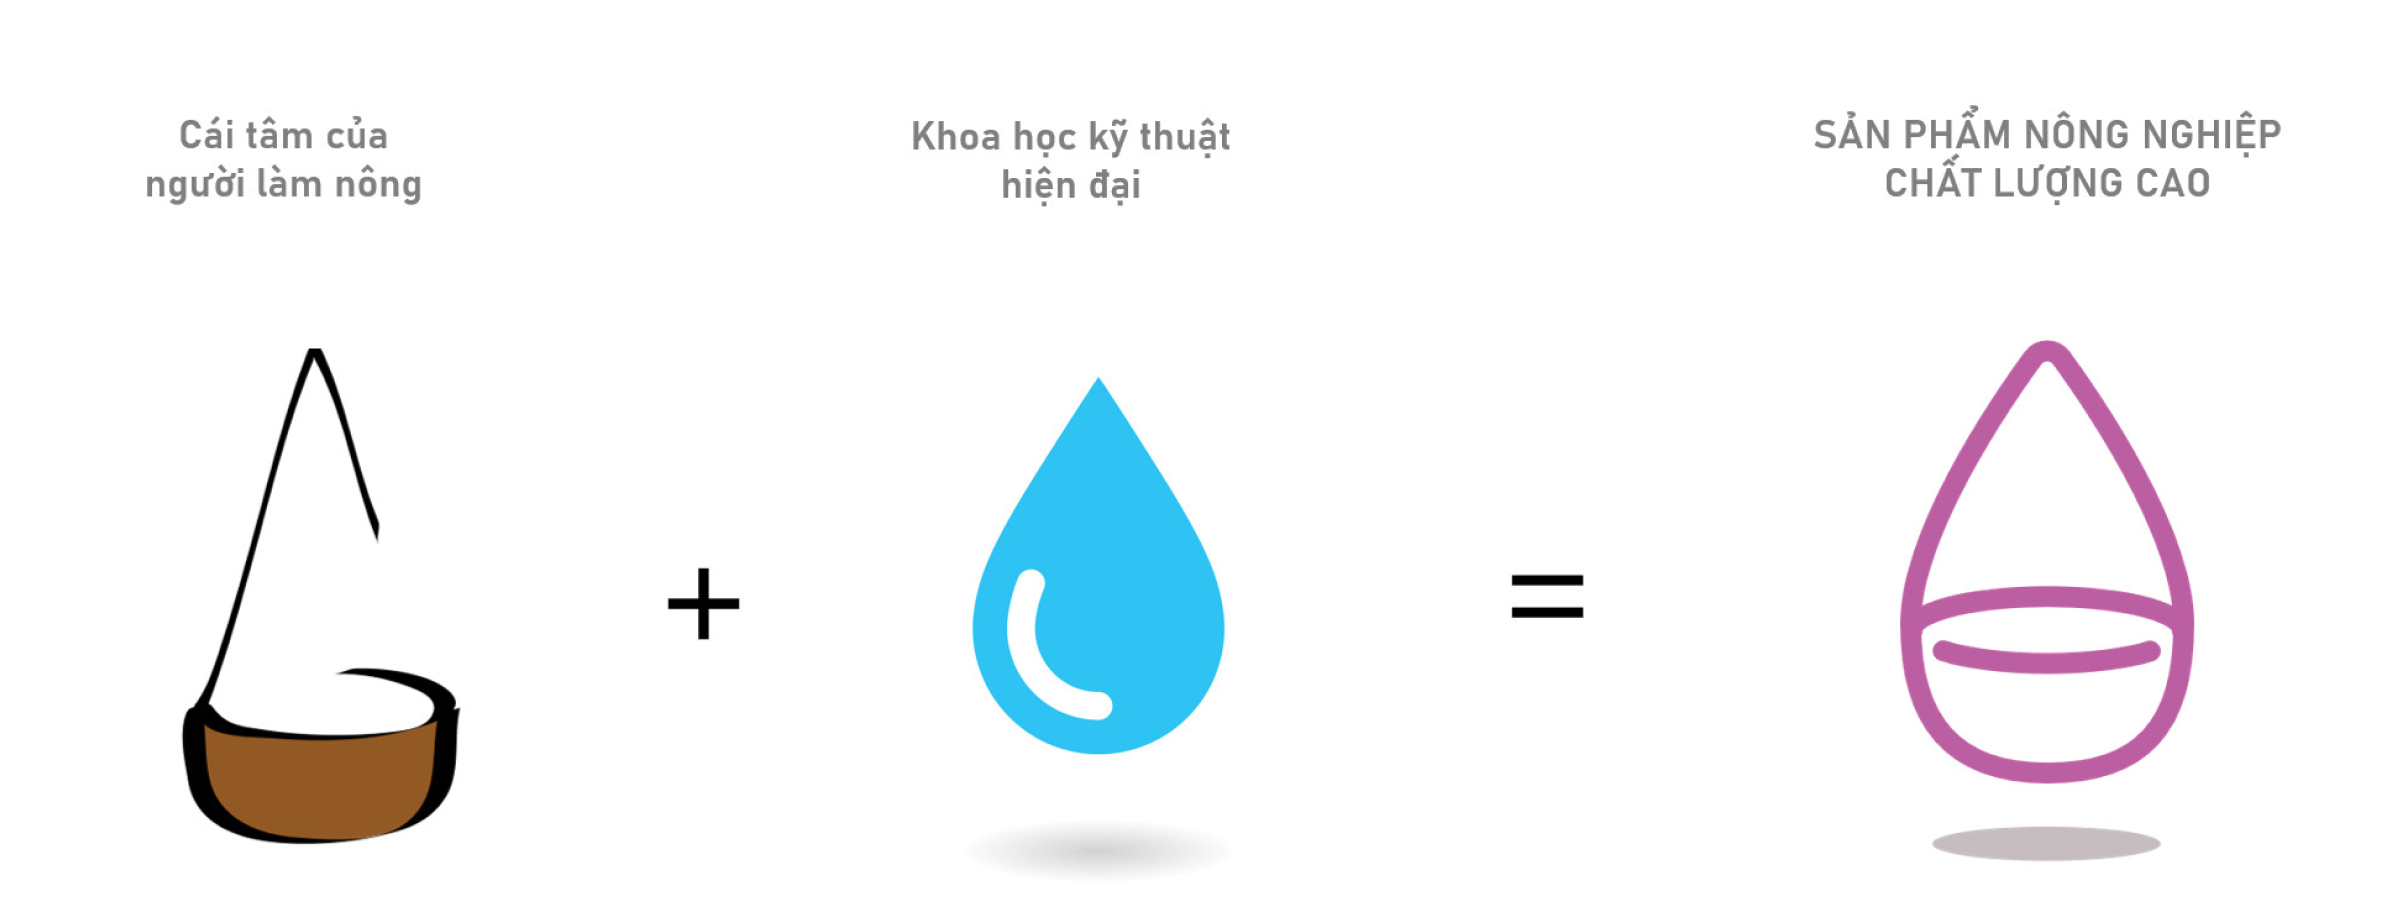 Cái tâm của
người làm nông
Khoa học kỹ thuật
hiện đại
SẢN PHẨM NÔNG NGHIỆP
CHẤT LƯỢNG CAO
+
=